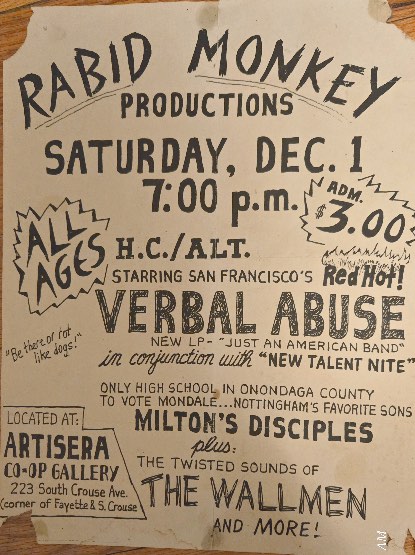 RABID MONKEY
PRODUCTIONS
SATURDAY, DEC. 1
7:00 p.m.
ADM.
$3.00
ALL
AGES
H.C./ALT.
STARRING SAN FRANCISCO'S
Red Hot!
VERBAL ABUSE
NEW LP- "JUST AN AMERICAN BAND"
"Be there or rot
like dogs!"
in conjunction with "NEW TALENT NITE"
ONLY HIGH SCHOOL IN ONONDAGA COUNTY
TO VOTE MONDALE...NOTTINGHAM'S FAVORITE SONS
MILTON'S DISCIPLES
plus:
THE TWISTED SOUNDS OF
THE WALLMEN
AND MORE!
LOCATED AT:
ARTISERA
CO-OP GALLERY
223 South Crouse Ave.
(corner of Fayette & S. Crouse
AM